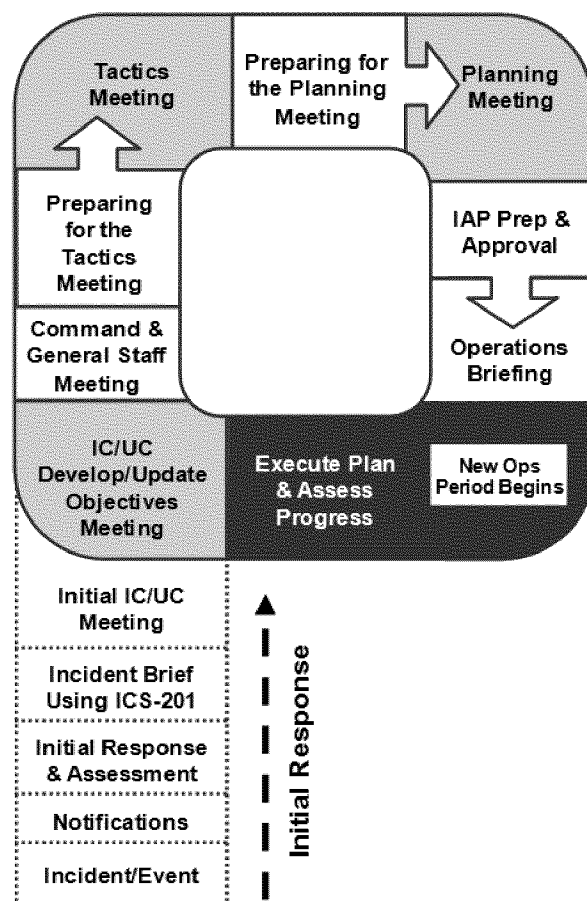 Tactics
Meeting
Preparing for
the Planning
Meeting
Planning
Meeting
Preparing
for the
Tactics
Meeting
IAP Prep &
Approval
Command &
General Staff
Meeting
Operations
Briefing
IC/UC
Develop/Update
Objectives
Meeting
Execute Plan
& Assess
Progress
New Ops
Period Begins
Initial IC/UC
Meeting
Incident Brief
Using ICS-201
Initial Response
& Assessment
Notifications
Incident/Event
Initial Response